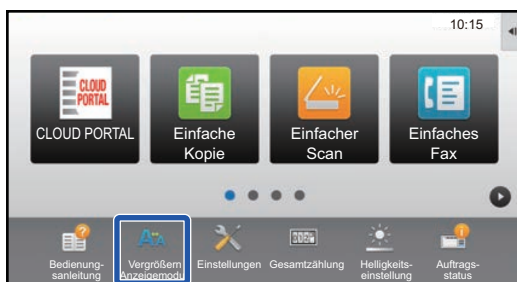 10:15
CLOUD
PORTAL
CLOUD PORTAL
Einfache
Kopie
Einfacher
Scan
Einfaches
Fax
Bedienung-
sanleitung
Vergrößern
Anzeigemodu
Einstellungen
Gesamtzählung
Helligkeits-
einstellung
Auftrags-
status